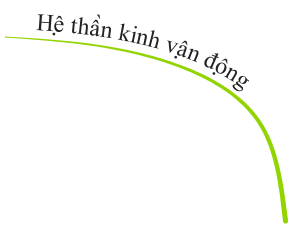 Hệ thần kinh vận động